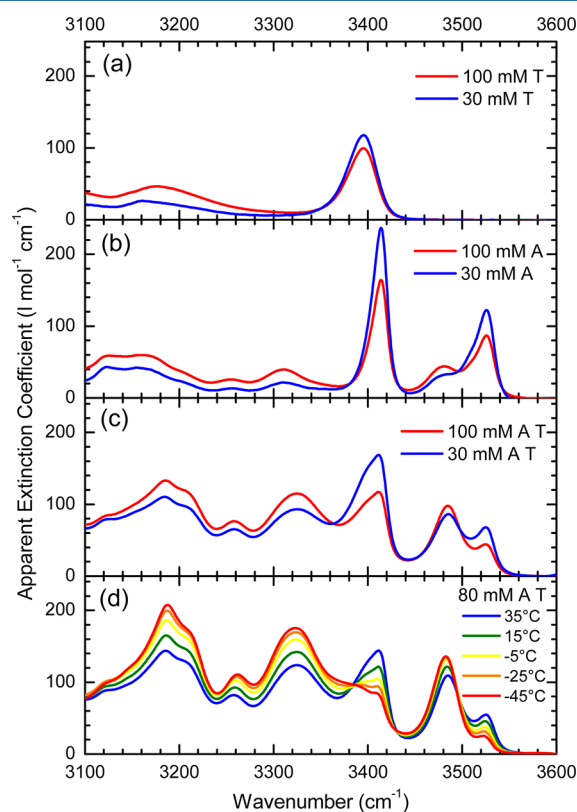 3100 3200 3300 3400 3500 3600
(a)
100 mM T
30 mM T
200
100
0
(b)
100 mM A
30 mM A
200
100
0
(c)
100 mM A T
30 mM A T
200
100
0
(d)
80 mM A T
35°C
15°C
-5°C
-25°C
-45°C
200
100
0
3100 3200 3300 3400 3500 3600
Wavenumber (cm⁻¹)
Apparent Extinction Coefficient (l mol⁻¹ cm⁻¹)